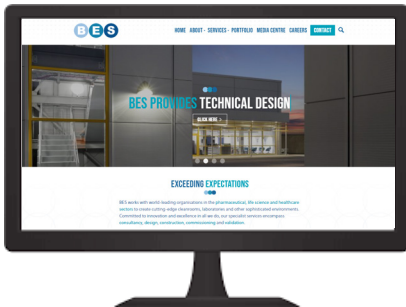 BES
HOME ABOUT SERVICES PORTFOLIO MEDIA CENTRE CAREERS CONTACT
BES PROVIDES TECHNICAL DESIGN
CLICK HERE >
EXCEEDING EXPECTATIONS
BES works with world-leading organisations in the pharmaceutical, life science and healthcare
sectors to create cutting-edge cleanrooms, laboratories and other sophisticated environments.
Committed to innovation and excellence in all we do, our specialist services encompass
consultancy, design, construction, commissioning and validation